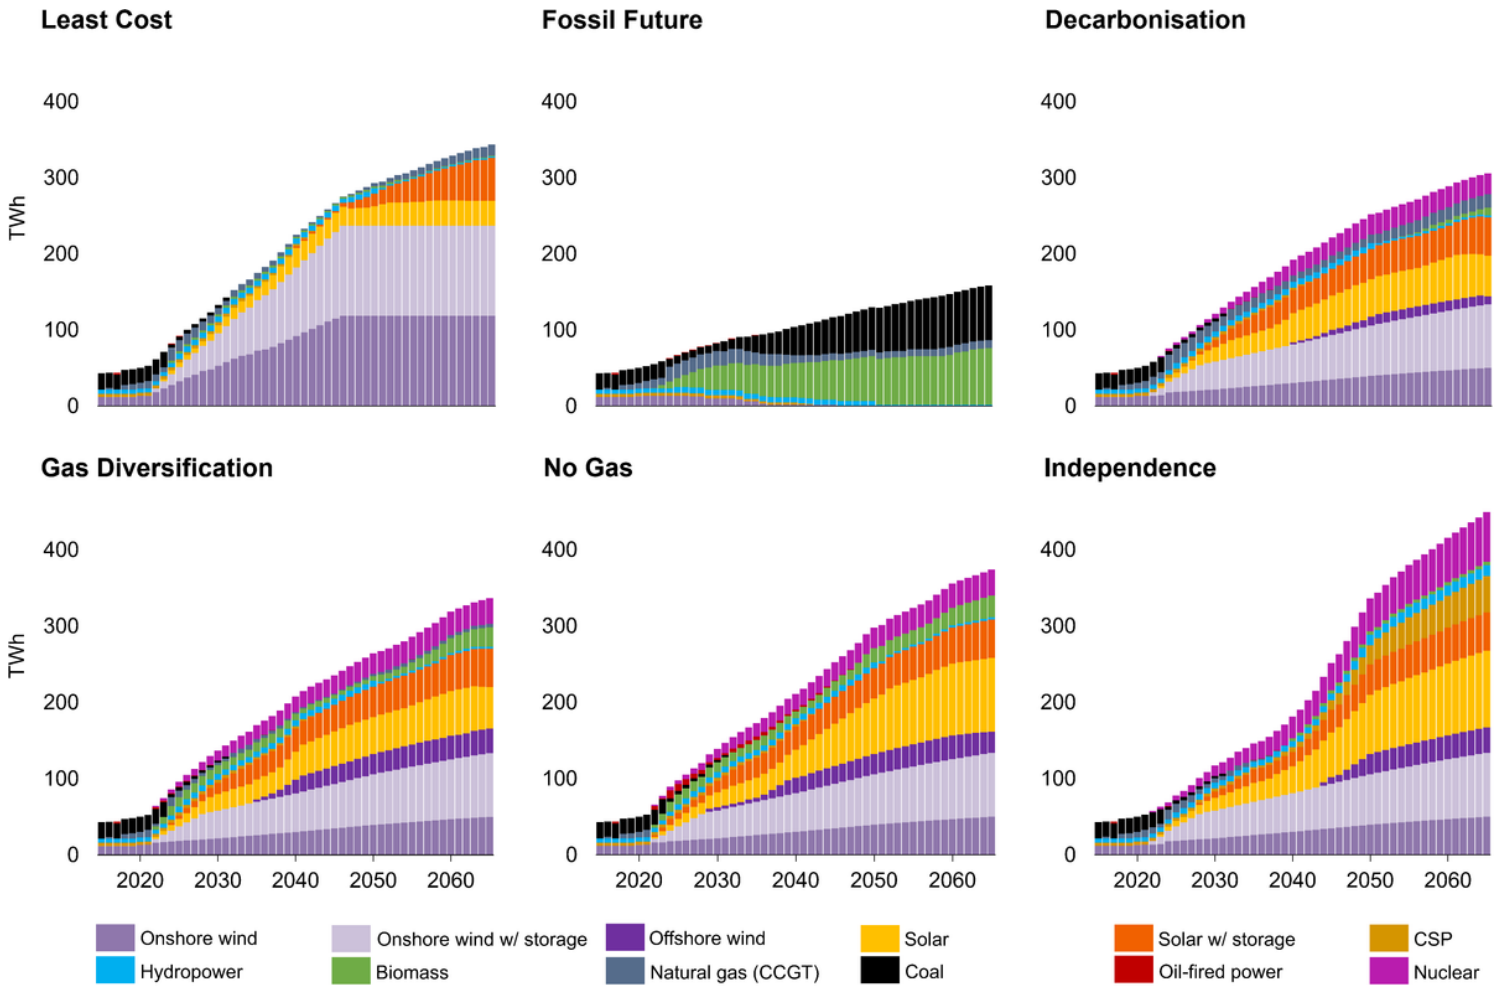 Least Cost
Fossil Future
Decarbonisation
400
300
200
100
0
TWh
400
300
200
100
0
400
300
200
100
0
Gas Diversification
No Gas
Independence
400
300
200
100
0
TWh
2020 2030 2040 2050 2060
400
300
200
100
0
2020 2030 2040 2050 2060
400
300
200
100
0
2020 2030 2040 2050 2060
Onshore wind
Onshore wind w/ storage
Offshore wind
Solar
Solar w/ storage
CSP
Hydropower
Biomass
Natural gas (CCGT)
Coal
Oil-fired power
Nuclear